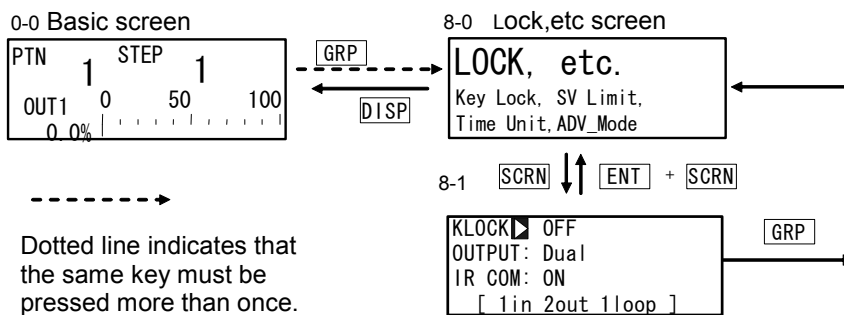 0-0 Basic screen
PTN 1 STEP 1
OUT1 0 50 100
0.0%
GRP
DISP
8-0 Lock,etc screen
LOCK, etc.
Key Lock, SV Limit,
Time Unit, ADV_Mode
8-1 SCRN ENT + SCRN
KLOCK OFF
OUTPUT: Dual
IR COM: ON
[ 1in 2out 1loop ]
GRP
Dotted line indicates that
the same key must be
pressed more than once.